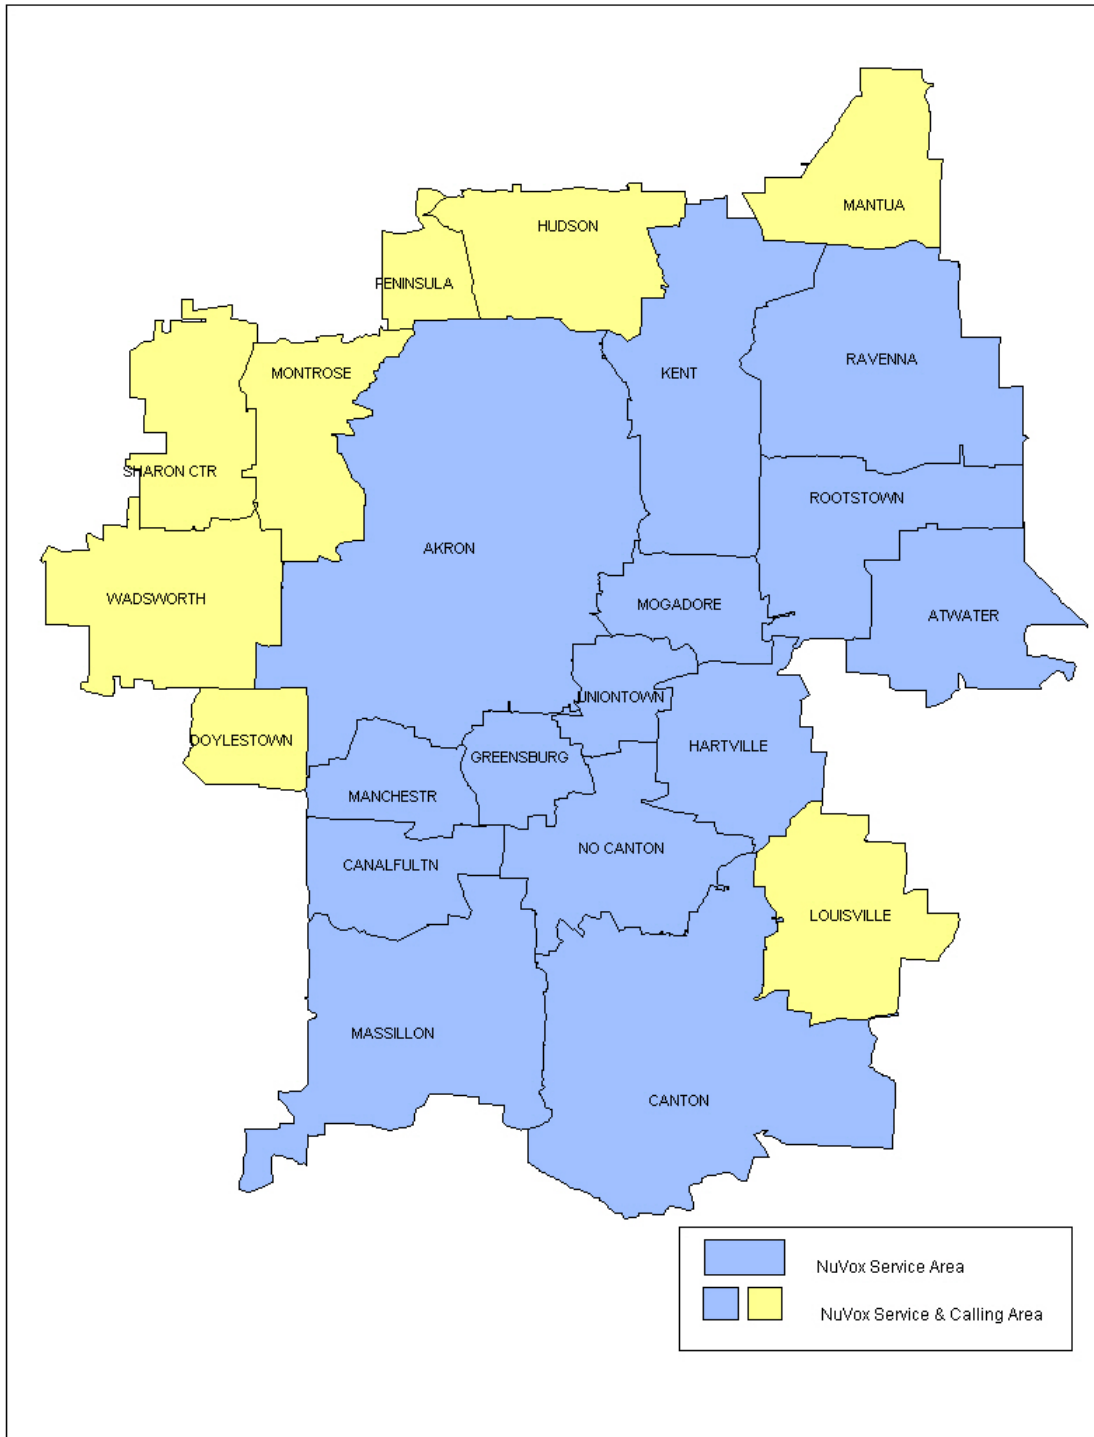 MANTUA
HUDSON
PENINSULA
RAVENNA
MONTROSE
KENT
SHARON CTR
ROOTSTOWN
AKRON
WADSWORTH
MOGADORE
ATWATER
UNIONTOWN
DOYLESTOWN
HARTVILLE
GREENSBURG
MANCHESTR
NO CANTON
CANALFULTN
LOUISVILLE
MASSILLON
CANTON
NuVox Service Area
NuVox Service & Calling Area